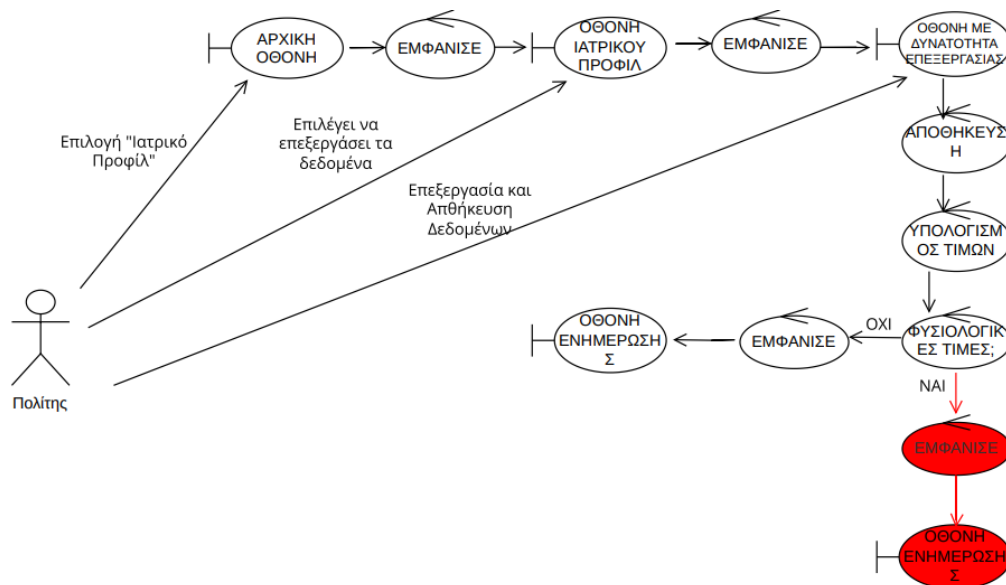 ΑΡΧΙΚΗ
ΟΘΟΝΗ
ΕΜΦΑΝΙΣΕ
ΟΘΟΝΗ
ΙΑΤΡΙΚΟΥ
ΠΡΟΦΙΛ
ΕΜΦΑΝΙΣΕ
ΟΘΟΝΗ ΜΕ
ΔΥΝΑΤΟΤΗΤΑ
ΕΠΕΞΕΡΓΑΣΙΑΣ
Επιλογή "Ιατρικό
Προφίλ"
Επιλέγει να
επεξεργάσει τα
δεδομένα
Επεξεργασία και
Απθήκευση
Δεδομένων
ΑΠΟΘΗΚΕΥΣ
Η
ΥΠΟΛΟΓΙΣΜ
ΟΣ ΤΙΜΩΝ
ΦΥΣΙΟΛΟΓΙΚ
ΕΣ ΤΙΜΕΣ;
ΟΧΙ
ΕΜΦΑΝΙΣΕ
ΟΘΟΝΗ
ΕΝΗΜΕΡΩΣΗ
Σ
ΝΑΙ
ΕΜΦΑΝΙΣΕ
ΟΘΟΝΗ
ΕΝΗΜΕΡΩΣΗ
Σ
Πολίτης